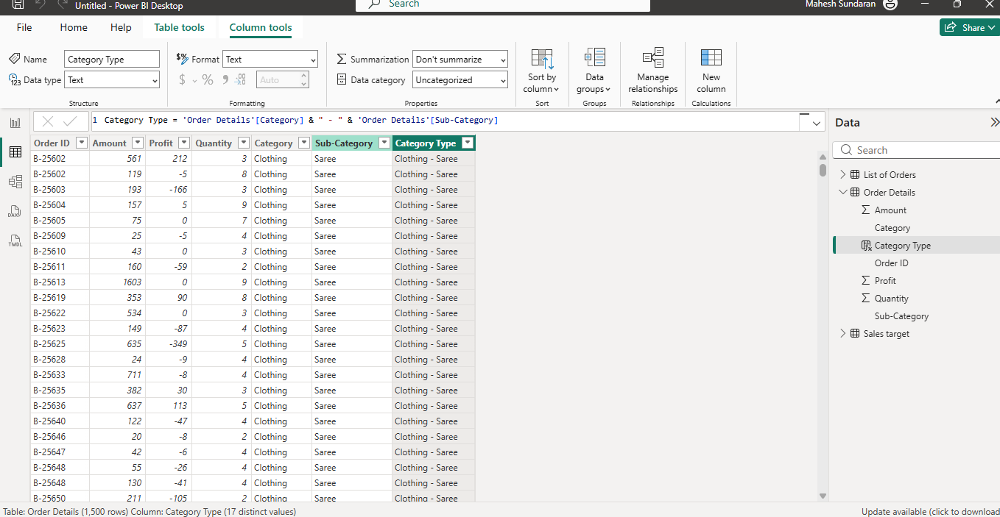 Untitled - Power BI Desktop
Search
Mahesh Sundaran
File Home Help Table tools Column tools
Share
Name Category Type
Data type Text
Structure
$% Format Text
$ % 9 .00 Auto
Formatting
Summarization Don't summarize
Data category Uncategorized
Properties
Sort by
column
Sort
Data
groups
Groups
Manage
relationships
Relationships
New
column
Calculations
1 Category Type = 'Order Details'[Category] & " - " & 'Order Details'[Sub-Category]
Order ID Amount Profit Quantity Category Sub-Category Category Type
B-25602 561 212 3 Clothing Saree Clothing - Saree
B-25602 119 -5 8 Clothing Saree Clothing - Saree
B-25603 193 -166 3 Clothing Saree Clothing - Saree
B-25604 157 5 9 Clothing Saree Clothing - Saree
B-25605 75 0 7 Clothing Saree Clothing - Saree
B-25609 25 -5 4 Clothing Saree Clothing - Saree
B-25610 43 0 3 Clothing Saree Clothing - Saree
B-25611 160 -59 2 Clothing Saree Clothing - Saree
B-25613 1603 0 9 Clothing Saree Clothing - Saree
B-25619 353 90 8 Clothing Saree Clothing - Saree
B-25622 534 0 3 Clothing Saree Clothing - Saree
B-25623 149 -87 4 Clothing Saree Clothing - Saree
B-25625 635 -349 5 Clothing Saree Clothing - Saree
B-25628 24 -9 4 Clothing Saree Clothing - Saree
B-25633 711 -8 4 Clothing Saree Clothing - Saree
B-25635 382 30 3 Clothing Saree Clothing - Saree
B-25636 637 113 5 Clothing Saree Clothing - Saree
B-25640 122 -47 4 Clothing Saree Clothing - Saree
B-25646 20 -8 2 Clothing Saree Clothing - Saree
B-25647 42 -6 4 Clothing Saree Clothing - Saree
B-25648 55 -26 4 Clothing Saree Clothing - Saree
B-25648 130 -41 4 Clothing Saree Clothing - Saree
B-25650 211 -105 2 Clothing Saree Clothing - Saree
DAX
TMDL
Data
Search
List of Orders
Order Details
Amount
Category
Category Type
Order ID
Profit
Quantity
Sub-Category
Sales target
Table: Order Details (1,500 rows) Column: Category Type (17 distinct values)
Update available (click to download